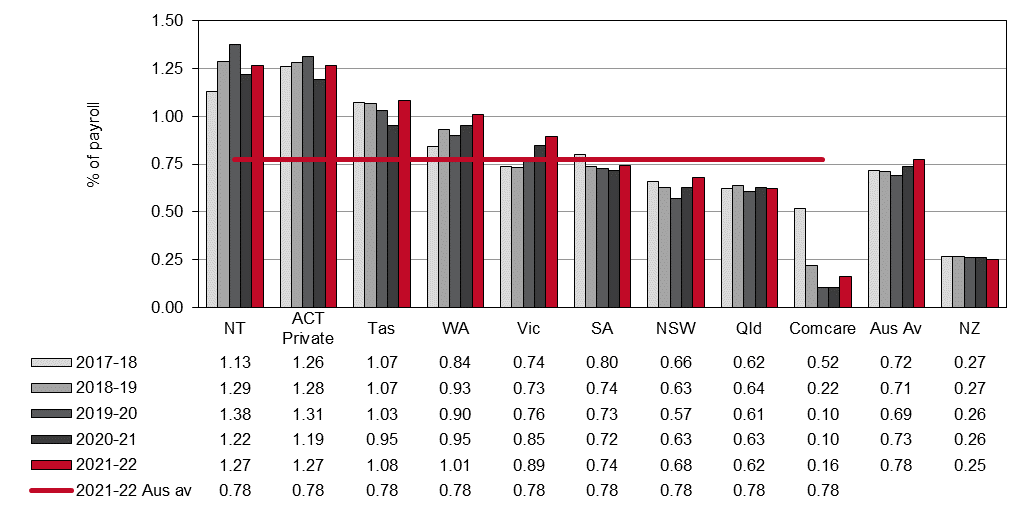 1.50
1.25
1.00
0.75
0.50
0.25
0.00
% of payroll
NT ACT Private Tas WA Vic SA NSW Qld Comcare Aus Av NZ
2017-18 1.13 1.26 1.07 0.84 0.74 0.80 0.66 0.62 0.52 0.72 0.27
2018-19 1.29 1.28 1.07 0.93 0.73 0.74 0.63 0.64 0.22 0.71 0.27
2019-20 1.38 1.31 1.03 0.90 0.76 0.73 0.57 0.61 0.10 0.69 0.26
2020-21 1.22 1.19 0.95 0.95 0.85 0.72 0.63 0.63 0.10 0.73 0.26
2021-22 1.27 1.27 1.08 1.01 0.89 0.74 0.68 0.62 0.16 0.78 0.25
2021-22 Aus av 0.78 0.78 0.78 0.78 0.78 0.78 0.78 0.78 0.78